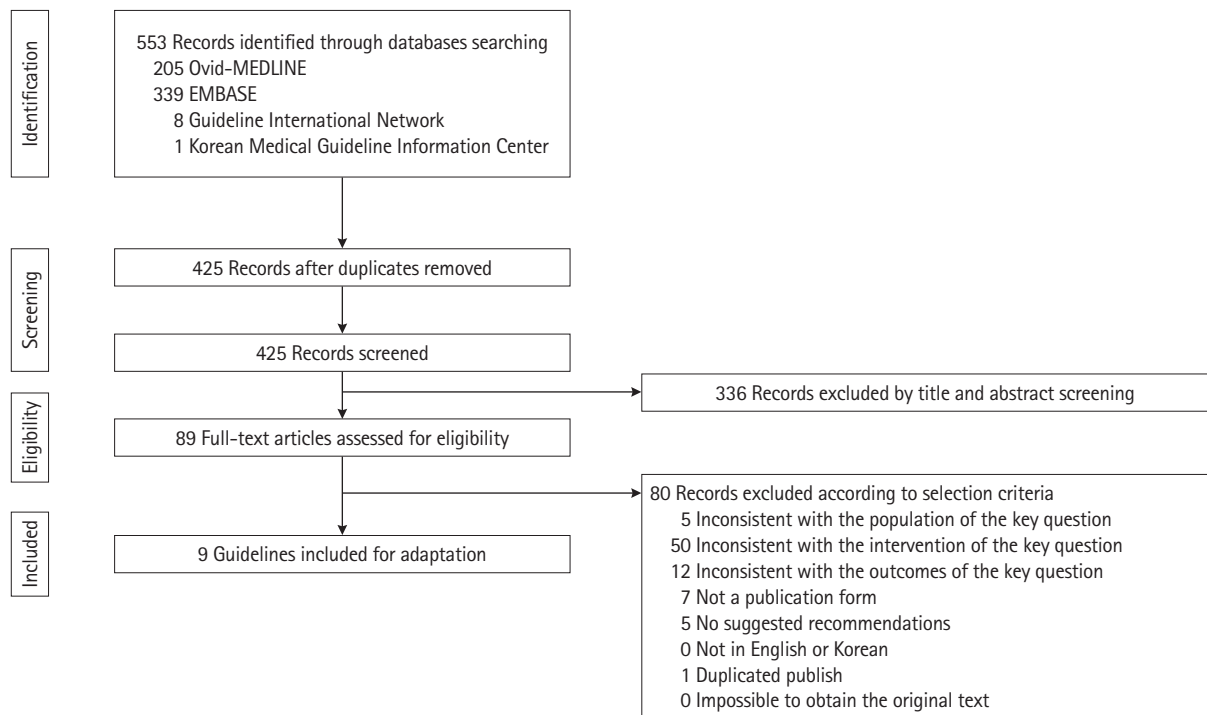 Identification
553 Records identified through databases searching
205 Ovid-MEDLINE
339 EMBASE
8 Guideline International Network
1 Korean Medical Guideline Information Center
Screening
425 Records after duplicates removed
425 Records screened
336 Records excluded by title and abstract screening
Eligibility
89 Full-text articles assessed for eligibility
80 Records excluded according to selection criteria
5 Inconsistent with the population of the key question
50 Inconsistent with the intervention of the key question
12 Inconsistent with the outcomes of the key question
7 Not a publication form
5 No suggested recommendations
0 Not in English or Korean
1 Duplicated publish
0 Impossible to obtain the original text
Included
9 Guidelines included for adaptation